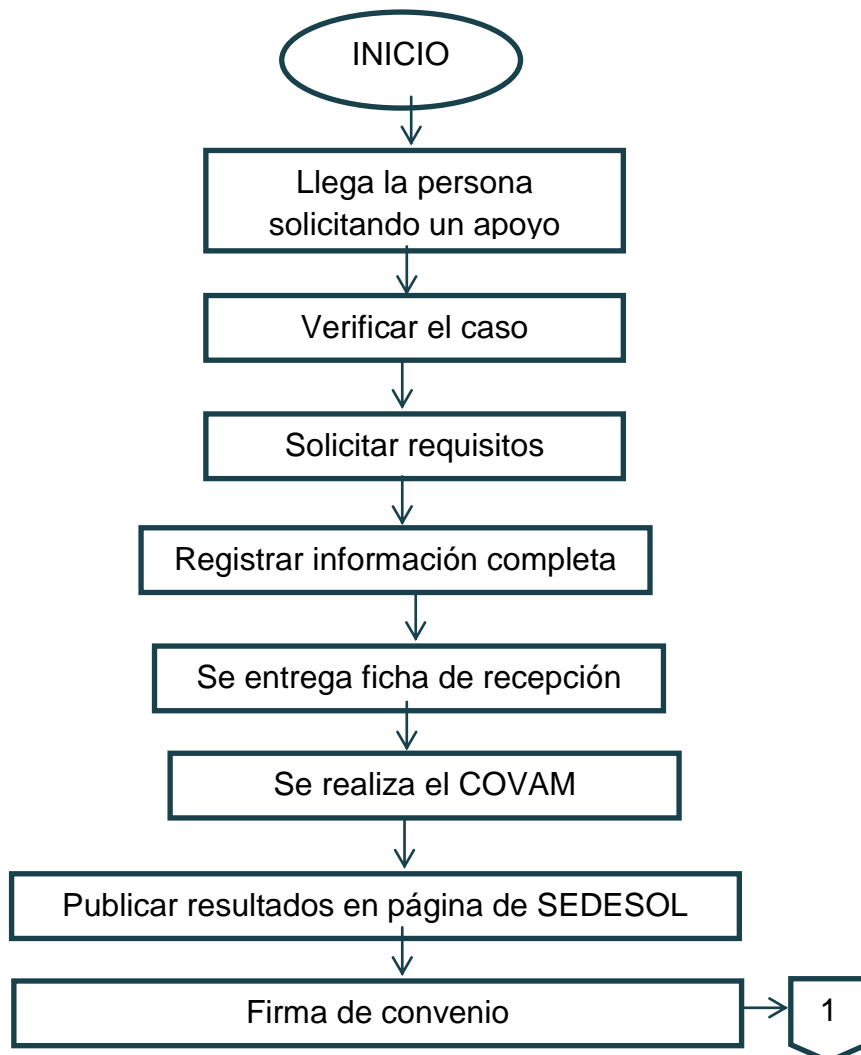 INICIO
Llega la persona
solicitando un apoyo
Verificar el caso
Solicitar requisitos
Registrar información completa
Se entrega ficha de recepción
Se realiza el COVAM
Publicar resultados en página de SEDESOL
Firma de convenio
1